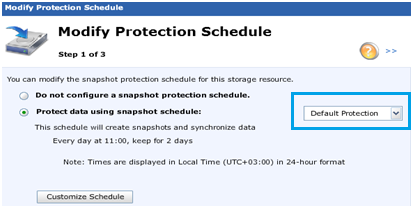 Modify Protection Schedule
Modify Protection Schedule
Step 1 of 3
? >>
You can modify the snapshot protection schedule for this storage resource.
Do not configure a snapshot protection schedule.
Protect data using snapshot schedule: Default Protection
This schedule will create snapshots and synchronize data
Every day at 11:00, keep for 2 days
Note: Times are displayed in Local Time (UTC+03:00) in 24-hour format
Customize Schedule